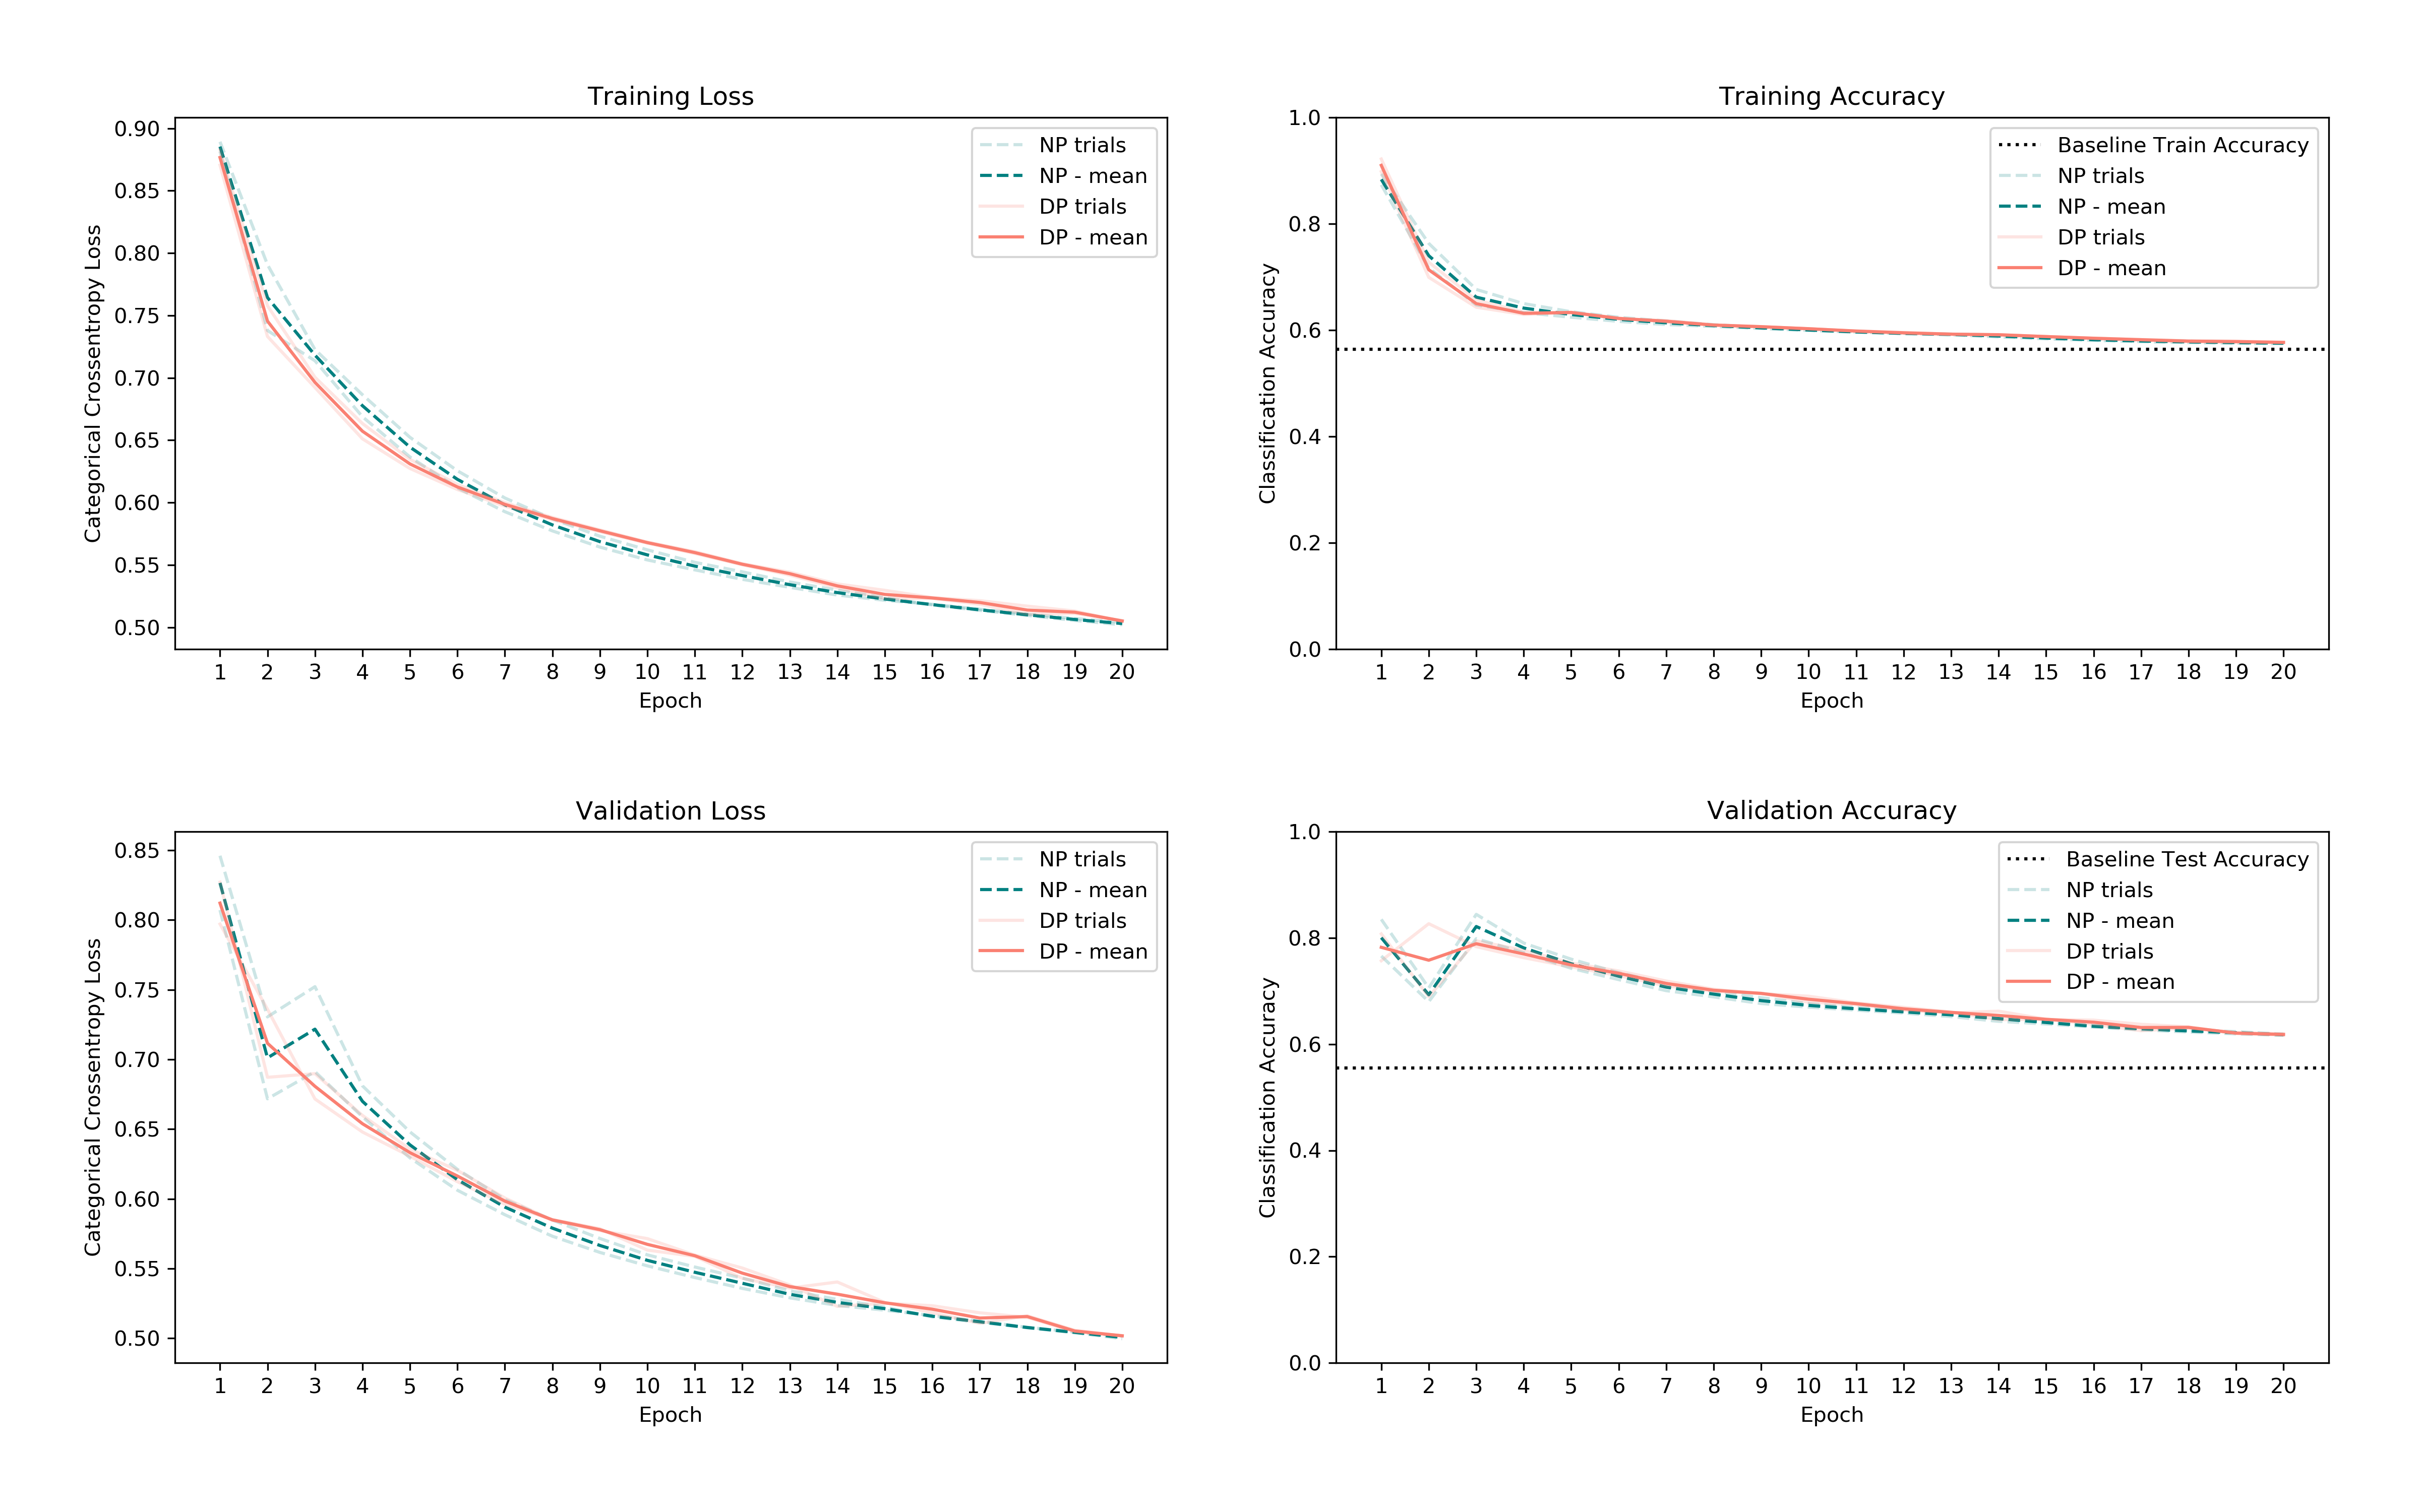 Training Loss
Categorical Crossentropy Loss
0.90
0.85
0.80
0.75
0.70
0.65
0.60
0.55
0.50
NP trials
NP - mean
DP trials
DP - mean
1 2 3 4 5 6 7 8 9 10 11 12 13 14 15 16 17 18 19 20
Epoch
Training Accuracy
Classification Accuracy
1.0
0.8
0.6
0.4
0.2
0.0
Baseline Train Accuracy
NP trials
NP - mean
DP trials
DP - mean
1 2 3 4 5 6 7 8 9 10 11 12 13 14 15 16 17 18 19 20
Epoch
Validation Loss
Categorical Crossentropy Loss
0.85
0.80
0.75
0.70
0.65
0.60
0.55
0.50
NP trials
NP - mean
DP trials
DP - mean
1 2 3 4 5 6 7 8 9 10 11 12 13 14 15 16 17 18 19 20
Epoch
Validation Accuracy
Classification Accuracy
1.0
0.8
0.6
0.4
0.2
0.0
Baseline Test Accuracy
NP trials
NP - mean
DP trials
DP - mean
1 2 3 4 5 6 7 8 9 10 11 12 13 14 15 16 17 18 19 20
Epoch